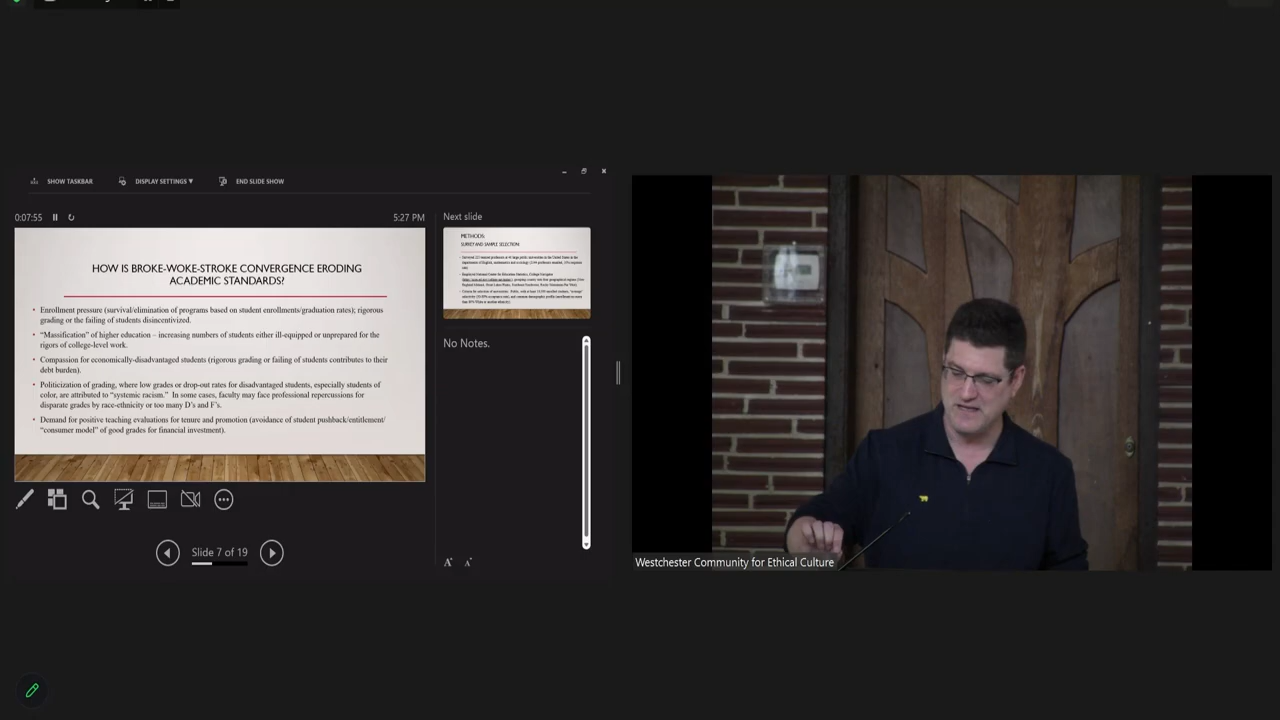 SHOW TASKBAR
DISPLAY SETTINGS ▾
END SLIDE SHOW
0:07:55
5:27 PM
HOW IS BROKE-WOKE-STROKE CONVERGENCE ERODING
ACADEMIC STANDARDS?
• Enrollment pressure (survival/elimination of programs based on student enrollments/graduation rates); rigorous
grading or the failing of students disincentivized.
• “Massification” of higher education – increasing numbers of students either ill-equipped or unprepared for the
rigors of college-level work.
• Compassion for economically-disadvantaged students (rigorous grading or failing of students contributes to their
debt burden).
• Politicization of grading, where low grades or drop-out rates for disadvantaged students, especially students of
color, are attributed to “systemic racism.” In some cases, faculty may face professional repercussions for
disparate grades by race-ethnicity or too many D’s and F’s.
• Demand for positive teaching evaluations for tenure and promotion (avoidance of student pushback/entitlement/
“consumer model” of good grades for financial investment).
Slide 7 of 19
Next slide
METHODS:
SURVEY AND SAMPLE SELECTION
No Notes.
A A
Westchester Community for Ethical Culture